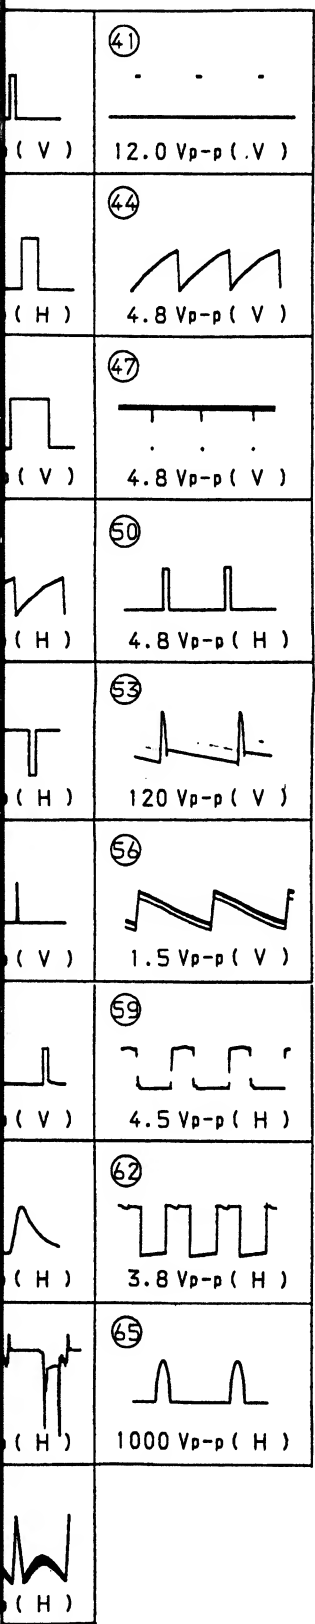 41
( V ) 12.0 Vp-p ( .V )
44
( H ) 4.8 Vp-p ( V )
47
( V ) 4.8 Vp-p ( V )
50
( H ) 4.8 Vp-p ( H )
53
( H ) 120 Vp-p ( V )
56
( V ) 1.5 Vp-p ( V )
59
( V ) 4.5 Vp-p ( H )
62
( H ) 3.8 Vp-p ( H )
65
( H ) 1000 Vp-p ( H )
( H )